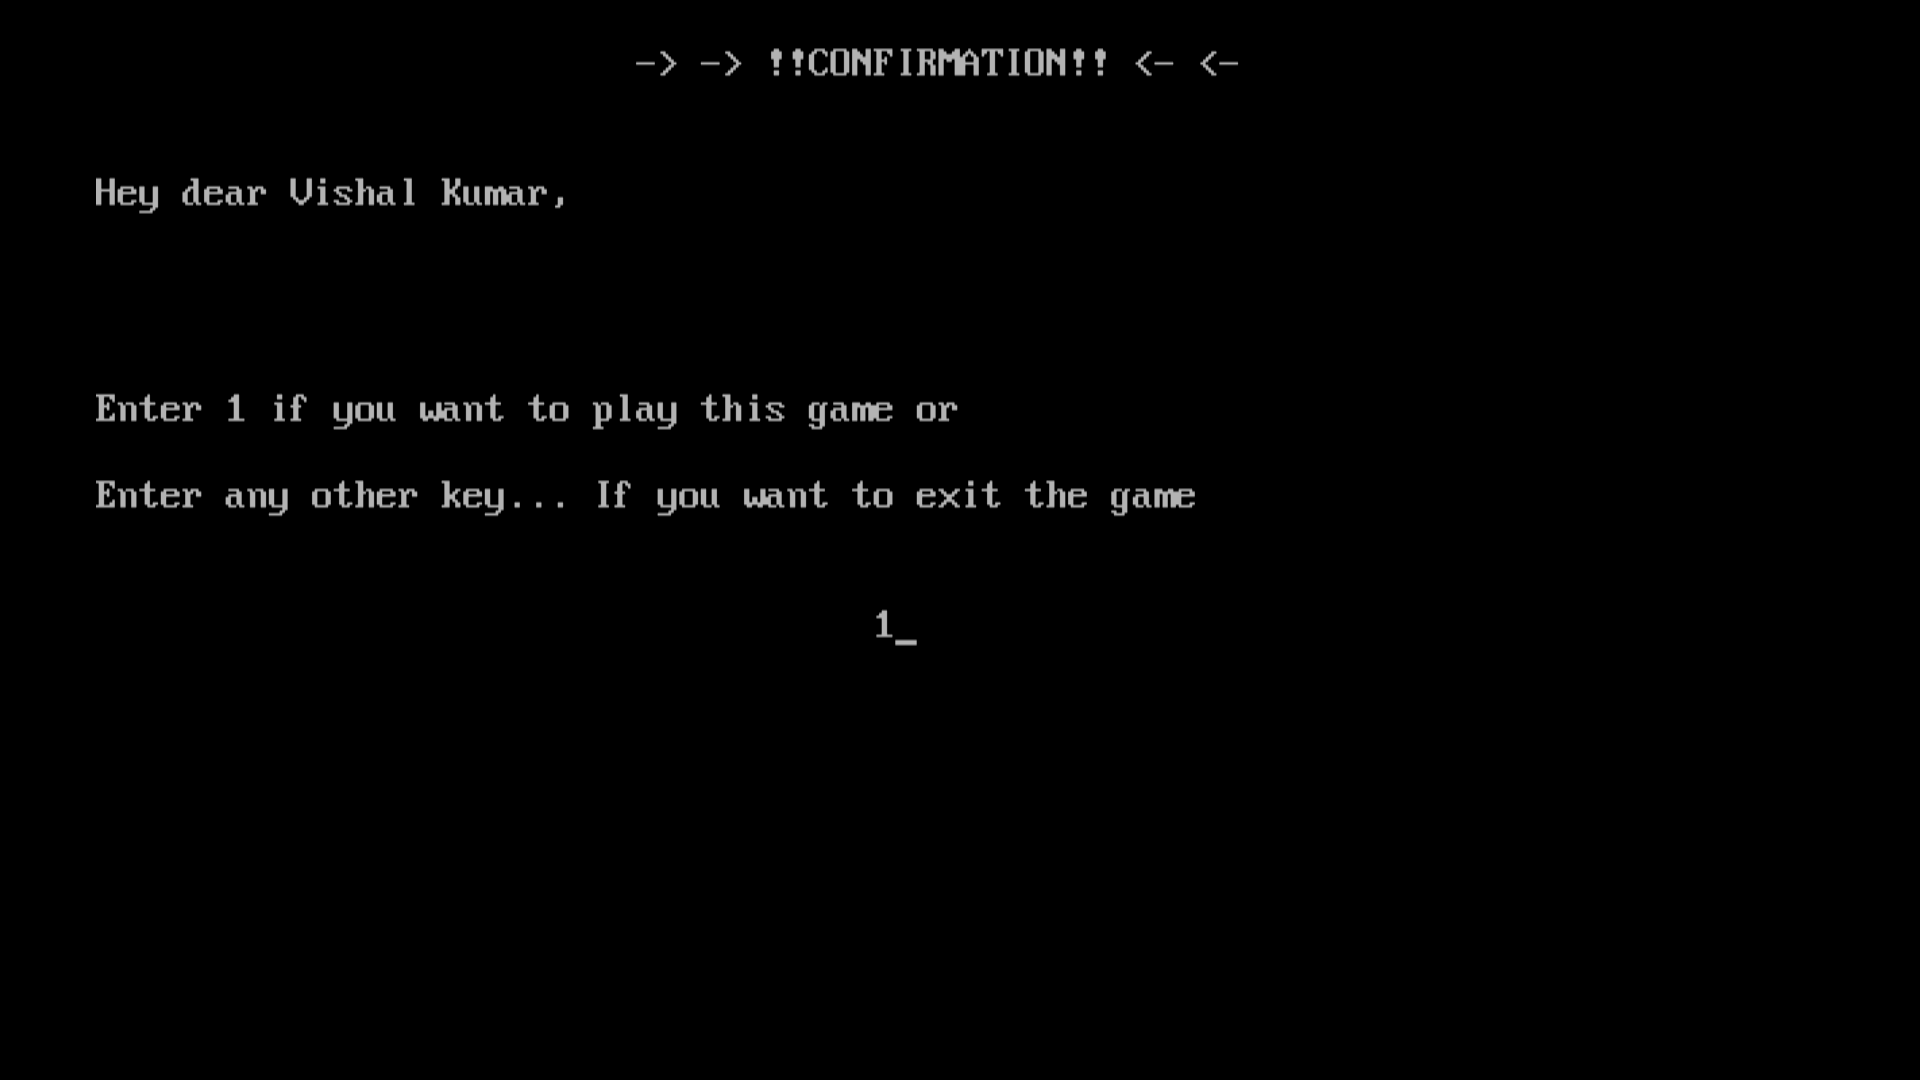 -> -> !!CONFIRMATION!! <- <-
Hey dear Vishal Kumar,
Enter 1 if you want to play this game or
Enter any other key... If you want to exit the game
1_